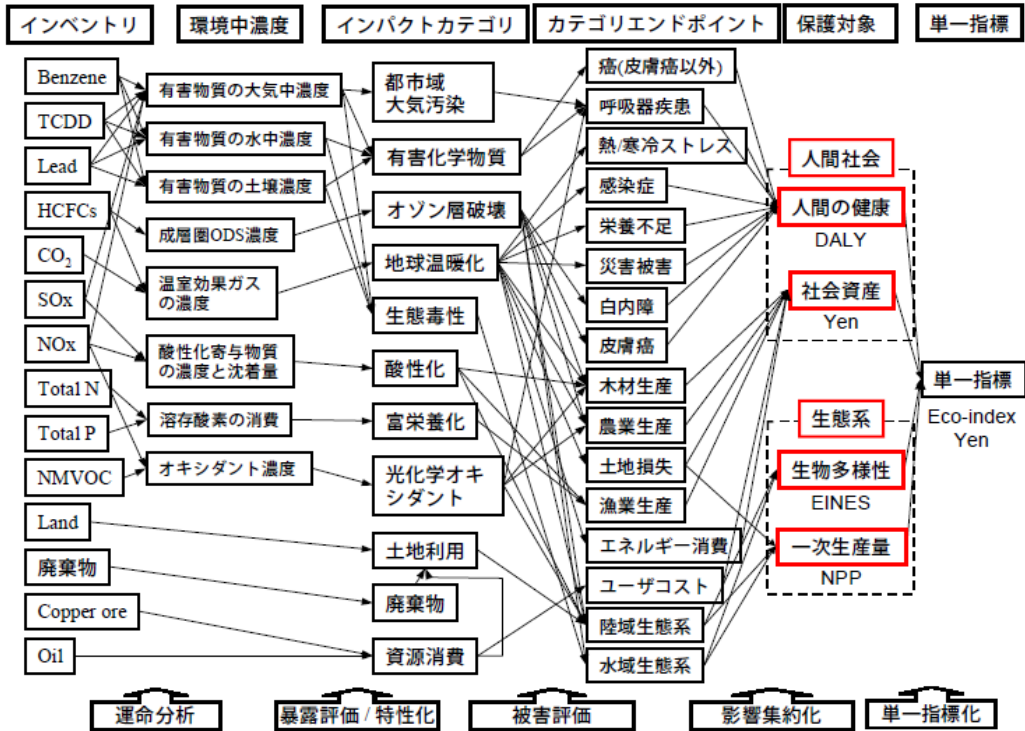 インベントリ
環境中濃度
インパクトカテゴリ
カテゴリエンドポイント
保護対象
単一指標
Benzene
TCDD
Lead
HCFCs
CO2
SOx
NOx
Total N
Total P
NMVOC
Land
廃棄物
Copper ore
Oil
有害物質の大気中濃度
有害物質の水中濃度
有害物質の土壌濃度
成層圏ODS濃度
温室効果ガス
の濃度
酸性化寄与物質
の濃度と沈着量
溶存酸素の消費
オキシダント濃度
都市域
大気汚染
有害化学物質
オゾン層破壊
地球温暖化
生態毒性
酸性化
富栄養化
光化学オキ
シダント
土地利用
廃棄物
資源消費
癌(皮膚癌以外)
呼吸器疾患
熱/寒冷ストレス
感染症
栄養不足
災害被害
白内障
皮膚癌
木材生産
農業生産
土地損失
漁業生産
エネルギー消費
ユーザコスト
陸域生態系
水域生態系
人間社会
人間の健康
DALY
社会資産
Yen
生態系
生物多様性
EINES
一次生産量
NPP
単一指標
Eco-index
Yen
運命分析
暴露評価 / 特性化
被害評価
影響集約化
単一指標化